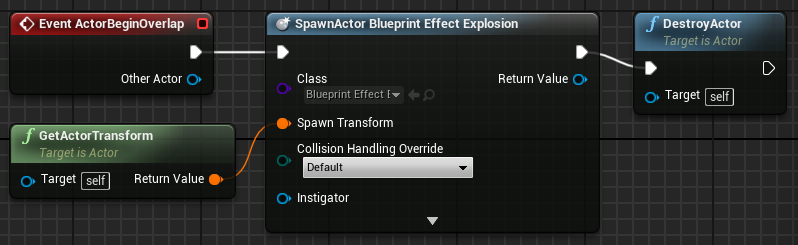 Event ActorBeginOverlap
Other Actor
SpawnActor Blueprint Effect Explosion
Class
Blueprint Effect E
Return Value
Spawn Transform
Collision Handling Override
Default
Instigator
DestroyActor
Target is Actor
Target self
GetActorTransform
Target is Actor
Target self Return Value